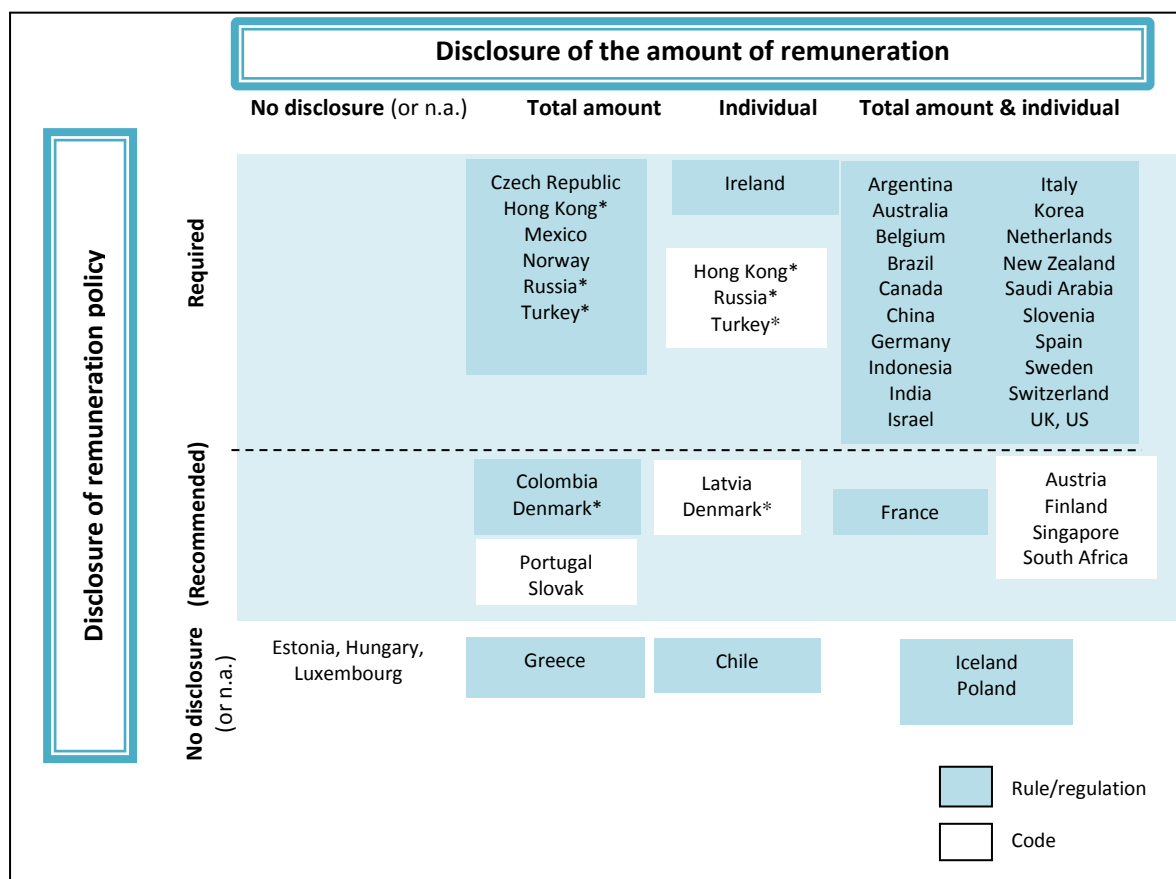 Disclosure of the amount of remuneration
No disclosure (or n.a.)
Total amount
Individual
Total amount & individual
Disclosure of remuneration policy
Required
Czech Republic
Hong Kong*
Mexico
Norway
Russia*
Turkey*
Ireland
Hong Kong*
Russia*
Turkey*
Argentina
Australia
Belgium
Brazil
Canada
China
Germany
Indonesia
India
Israel
Italy
Korea
Netherlands
New Zealand
Saudi Arabia
Slovenia
Spain
Sweden
Switzerland
UK, US
(Recommended)
Colombia
Denmark*
Portugal
Slovak
Latvia
Denmark*
France
Austria
Finland
Singapore
South Africa
No disclosure
(or n.a.)
Estonia, Hungary,
Luxembourg
Greece
Chile
Iceland
Poland
Rule/regulation
Code